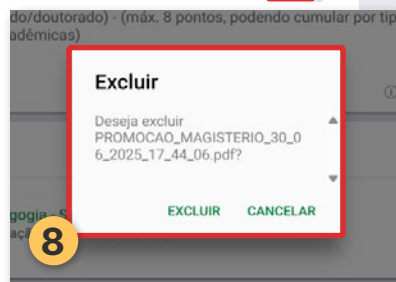 do/doutorado) - (máx. 8 pontos, podendo cumular por tip
adêmicas)
Excluir
Deseja excluir
PROMOCAO_MAGISTERIO_30_0
6_2025_17_44_06.pdf?
EXCLUIR CANCELAR
gogia - S
açã
8